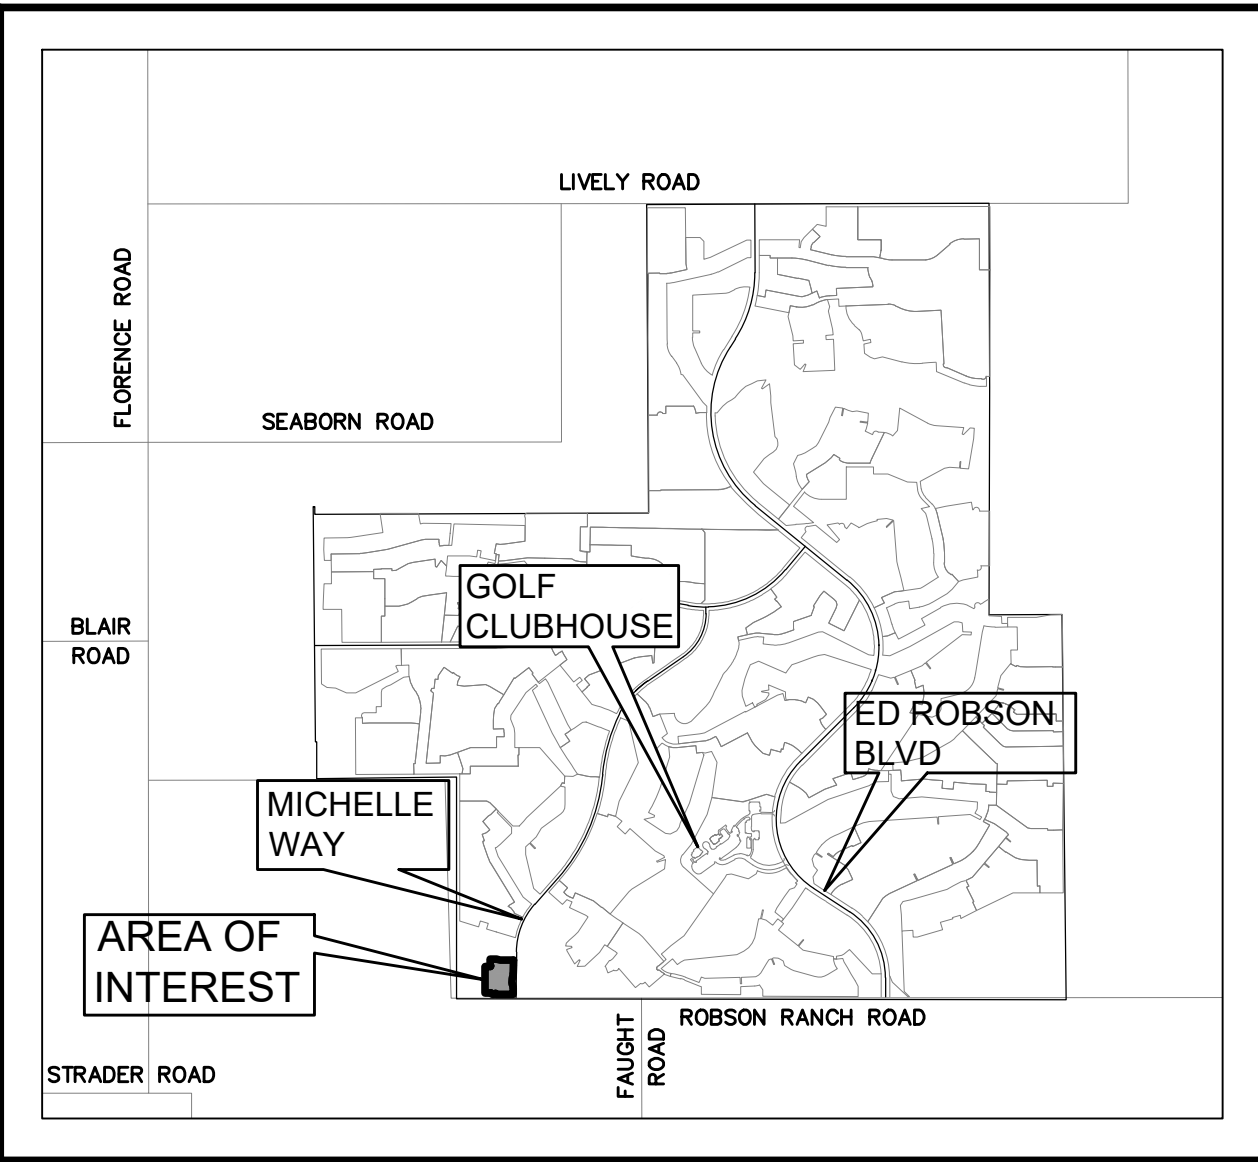 LIVELY ROAD
FLORENCE ROAD
SEABORN ROAD
GOLF
CLUBHOUSE
BLAIR
ROAD
ED ROBSON
BLVD
MICHELLE
WAY
AREA OF
INTEREST
ROBSON RANCH ROAD
FAUGHT
ROAD
STRADER ROAD